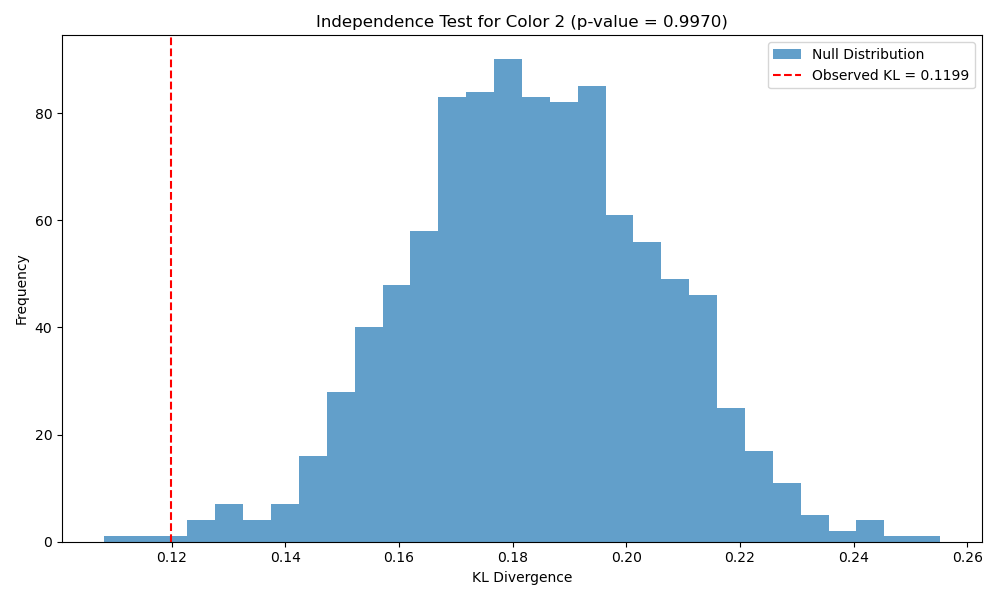 Independence Test for Color 2 (p-value = 0.9970)
Null Distribution
Observed KL = 0.1199
Frequency
80
60
40
20
0
0.12 0.14 0.16 0.18 0.20 0.22 0.24 0.26
KL Divergence